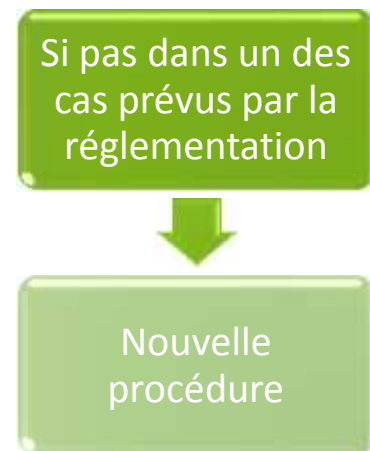 Si pas dans un des
cas prévus par la
réglementation
Nouvelle
procédure